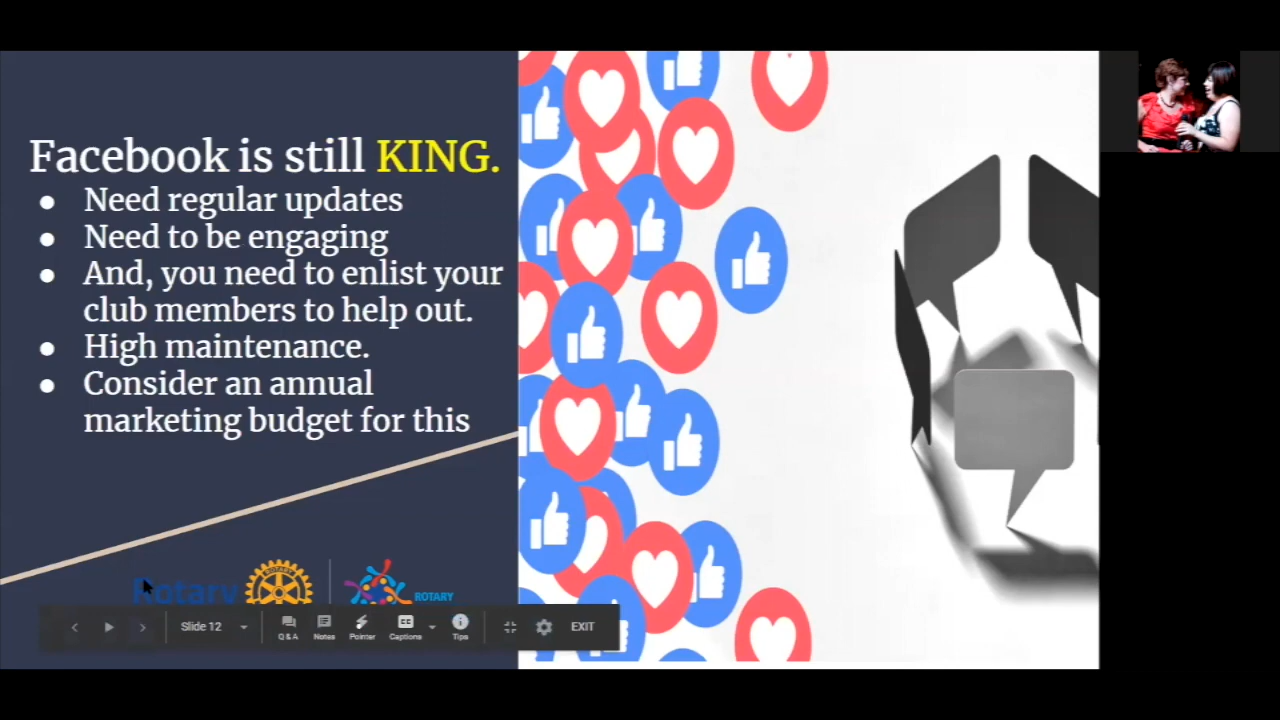 Facebook is still KING.
● Need regular updates
● Need to be engaging
● And, you need to enlist your
club members to help out.
● High maintenance.
● Consider an annual
marketing budget for this
Rotary
ROTARY
ROTARY
Slide 12
Q & A
Notes
Pointer
Captions
Tips
EXIT